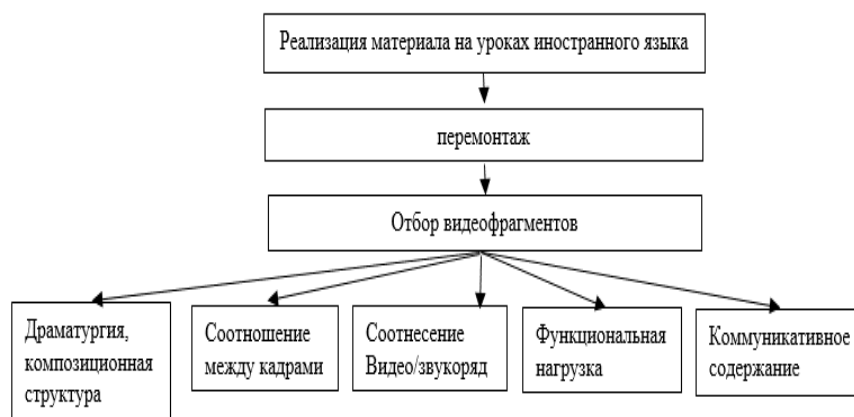 Реализация материала на уроках иностранного языка
перемонтаж
Отбор видеофрагментов
Драматургия,
композиционная
структура
Соотношение
между кадрами
Соотнесение
Видео/звукоряд
Функциональная
нагрузка
Коммуникативное
содержание